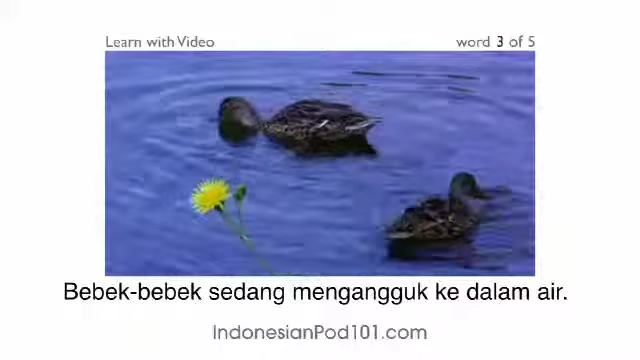 Learn with Video
word 3 of 5
Bebek-bebek sedang mengangguk ke dalam air.
IndonesianPod101.com